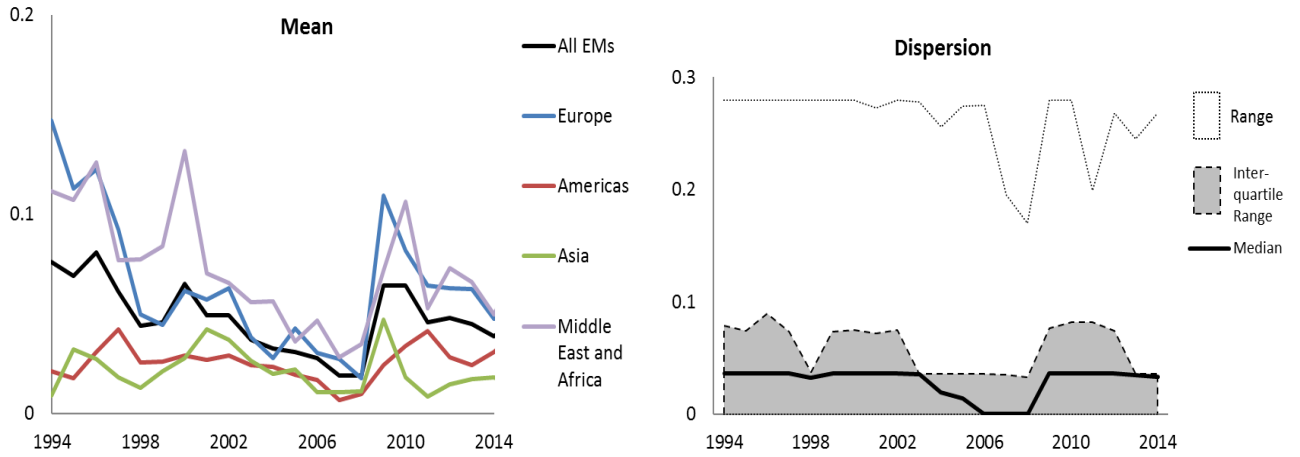 Mean
0.2
0.1
0
1994
1998
2002
2006
2010
2014
All EMs
Europe
Americas
Asia
Middle
East and
Africa
Dispersion
0.3
0.2
0.1
0
1994
1998
2002
2006
2010
2014
Range
Inter-
quartile
Range
Median